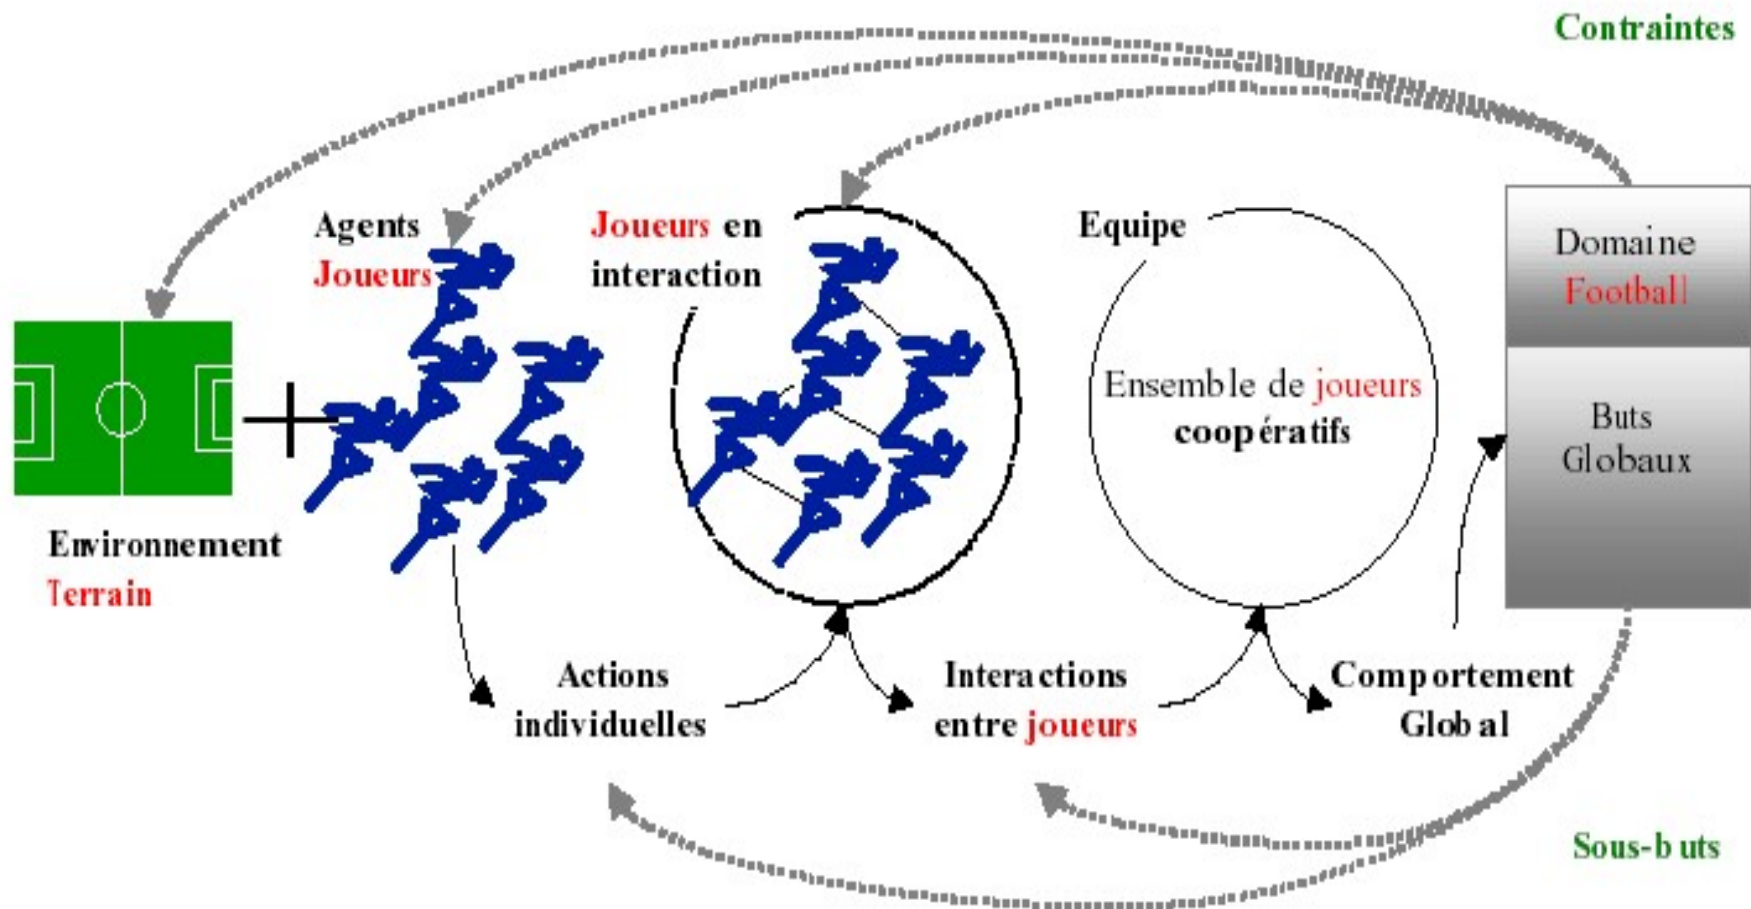 Contraintes
Agents
Joueurs
Joueurs en
interaction
Equipe
Domaine
Football
Ensemble de joueurs
coopératifs
Buts
Globaux
Environnement
Terrain
Actions
individuelles
Interactions
entre joueurs
Comportement
Global
Sous-buts